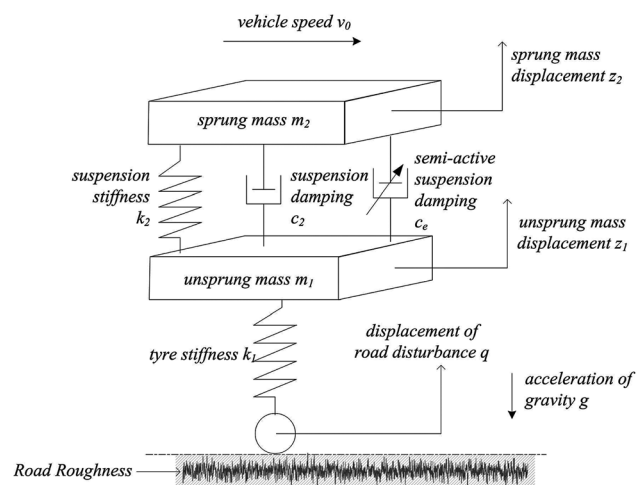 vehicle speed v0
sprung mass
displacement z2
sprung mass m2
suspension
stiffness
k2
suspension
damping
c2
semi-active
suspension
damping
ce
unsprung mass
displacement z1
unsprung mass m1
tyre stiffness k1
displacement of
road disturbance q
acceleration of
gravity g
Road Roughness